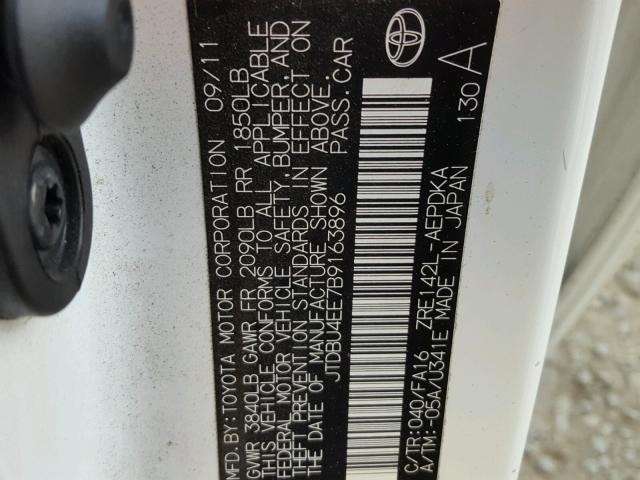 MFD.BY:TOYOTA MOTOR CORPORATION 09/11
GVWR 3840LB GAWR FR 2090LB RR 1850LB
THIS VEHICLE CONFORMS TO ALL APPLICABLE
FEDERAL MOTOR VEHICLE SAFETY,BUMPER,AND
THEFT PREVENTION STANDARDS IN EFFECT ON
THE DATE OF MANUFACTURE SHOWN ABOVE.
JTDBU4EE7B9163896 PASS.CAR
C/TR:040/FA16 ZRE142L-AEPDKA
A/TM:-05A/U341E MADE IN JAPAN
130 A